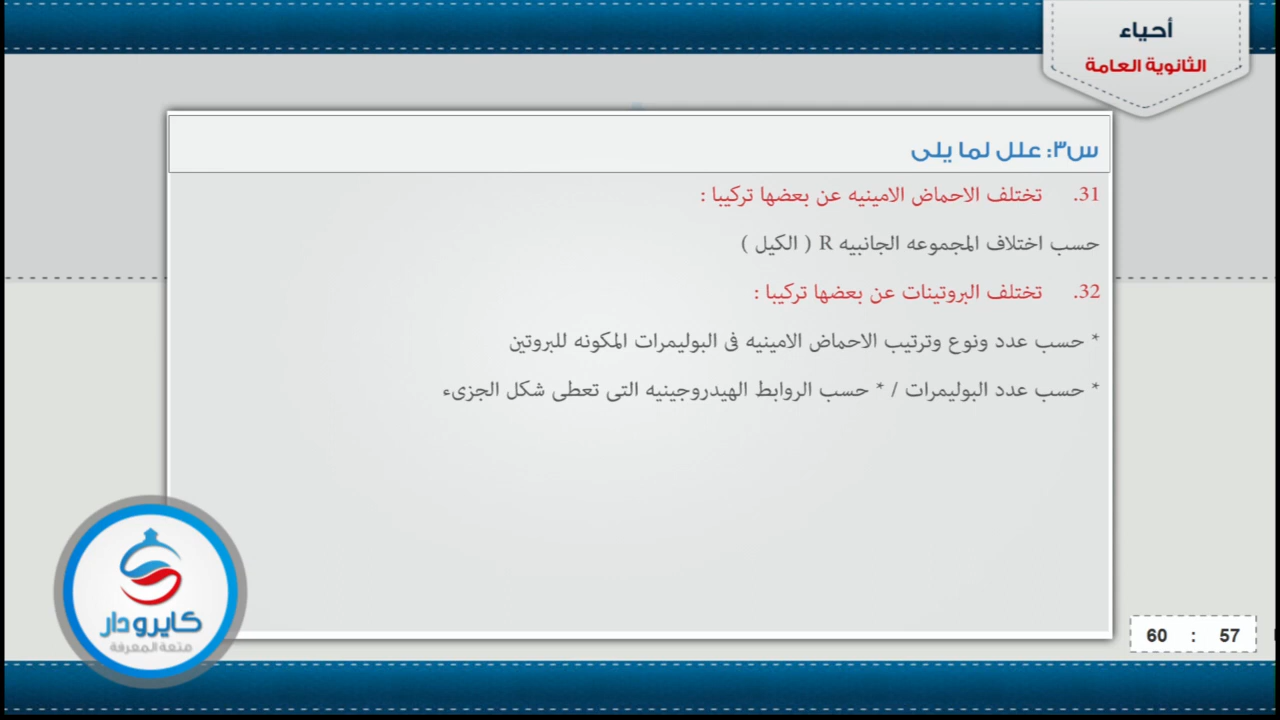 أحياء
الثانوية العامة
س٣: علل لما يلى
31. تختلف الاحماض الامينيه عن بعضها تركيبا :
حسب اختلاف المجموعه الجانبيه R ( الكيل )
32. تختلف البروتينات عن بعضها تركيبا :
* حسب عدد ونوع وترتيب الاحماض الامينيه فى البوليمرات المكونه للبروتين
* حسب عدد البوليمرات / * حسب الروابط الهيدروجينيه التى تعطى شكل الجزىء
كايرودار
متعة المعرفة
60 : 57